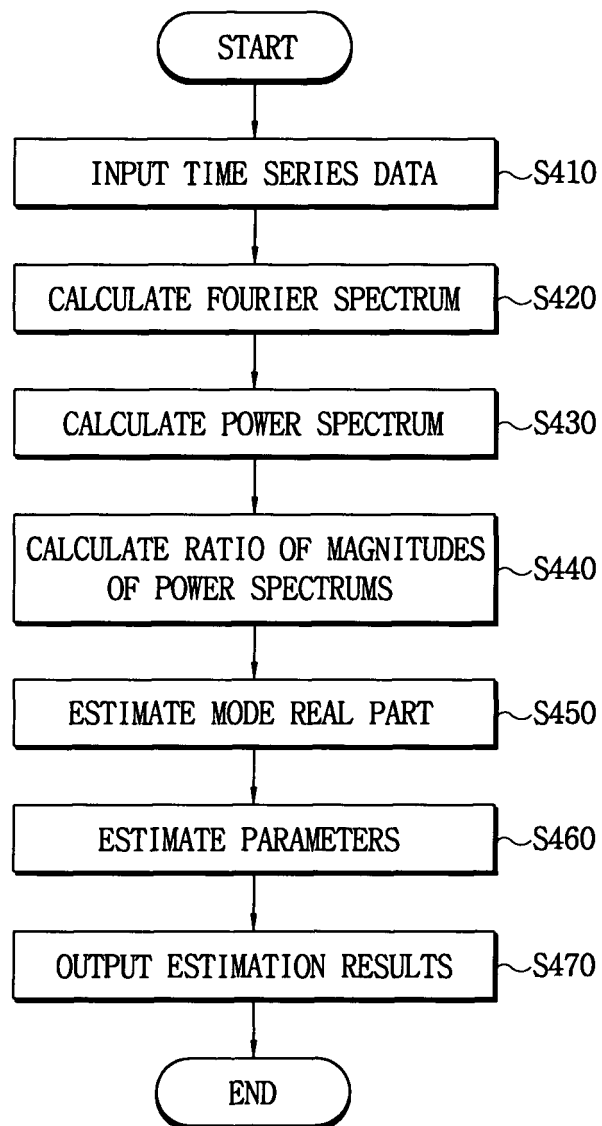 START
INPUT TIME SERIES DATA
S410
CALCULATE FOURIER SPECTRUM
S420
CALCULATE POWER SPECTRUM
S430
CALCULATE RATIO OF MAGNITUDES
OF POWER SPECTRUMS
S440
ESTIMATE MODE REAL PART
S450
ESTIMATE PARAMETERS
S460
OUTPUT ESTIMATION RESULTS
S470
END